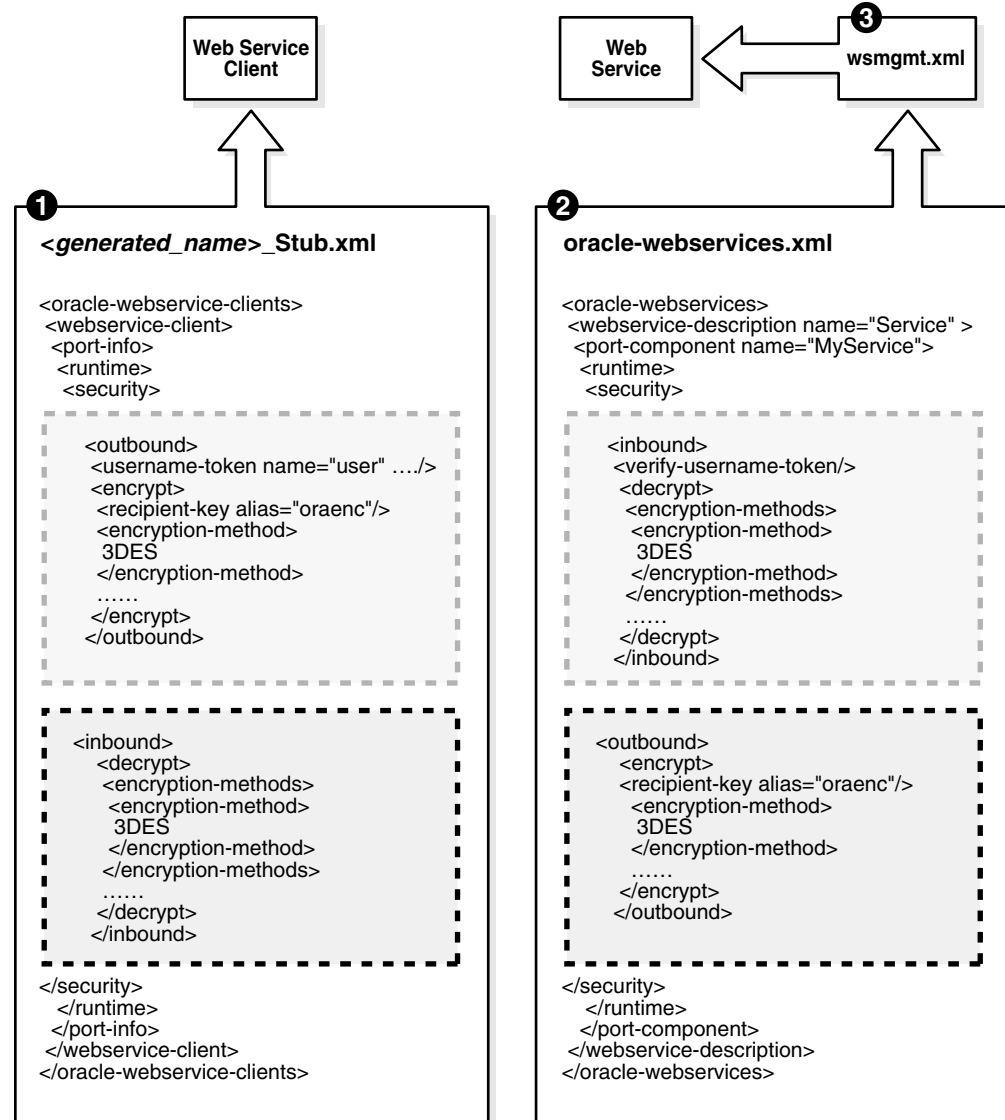 Web Service
Client
Web
Service
3
wsmgmt.xml
1
<generated_name>_Stub.xml
<oracle-webservice-clients>
<webservice-client>
<port-info>
<runtime>
<security>
<outbound>
<username-token name="user" …./>
<encrypt>
<recipient-key alias="oraenc"/>
<encryption-method>
3DES
</encryption-method>
……
</encrypt>
</outbound>
<inbound>
<decrypt>
<encryption-methods>
<encryption-method>
3DES
</encryption-method>
</encryption-methods>
……
</decrypt>
</inbound>
</security>
</runtime>
</port-info>
</webservice-client>
</oracle-webservice-clients>
2
oracle-webservices.xml
<oracle-webservices>
<webservice-description name="Service" >
<port-component name="MyService">
<runtime>
<security>
<inbound>
<verify-username-token/>
<decrypt>
<encryption-methods>
<encryption-method>
3DES
</encryption-method>
</encryption-methods>
……
</decrypt>
</inbound>
<outbound>
<encrypt>
<recipient-key alias="oraenc"/>
<encryption-method>
3DES
</encryption-method>
……
</encrypt>
</outbound>
</security>
</runtime>
</port-component>
</webservice-description>
</oracle-webservices>